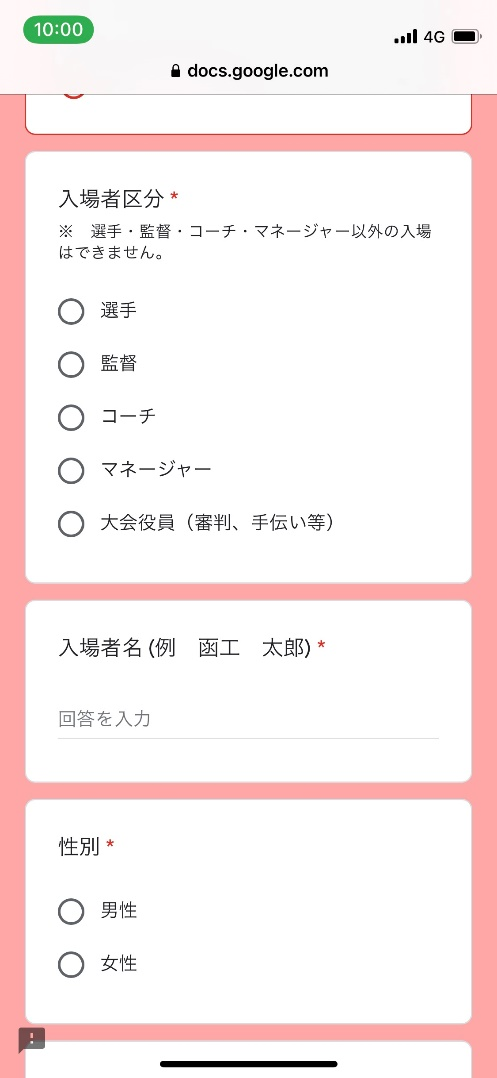 10:00
4G
docs.google.com
入場者区分 *
※　選手・監督・コーチ・マネージャー以外の入場
はできません。
選手
監督
コーチ
マネージャー
大会役員（審判、手伝い等）
入場者名 (例　函工　太郎) *
回答を入力
性別 *
男性
女性
!